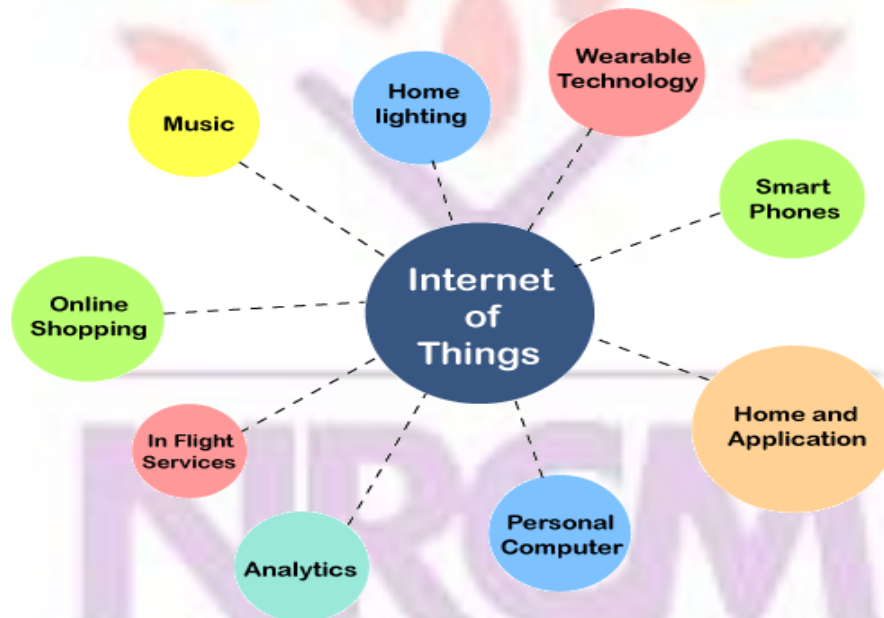 Wearable
Technology
Home
lighting
Music
Smart
Phones
Internet
of
Things
Online
Shopping
Home and
Application
In Flight
Services
Personal
Computer
Analytics
NRCM